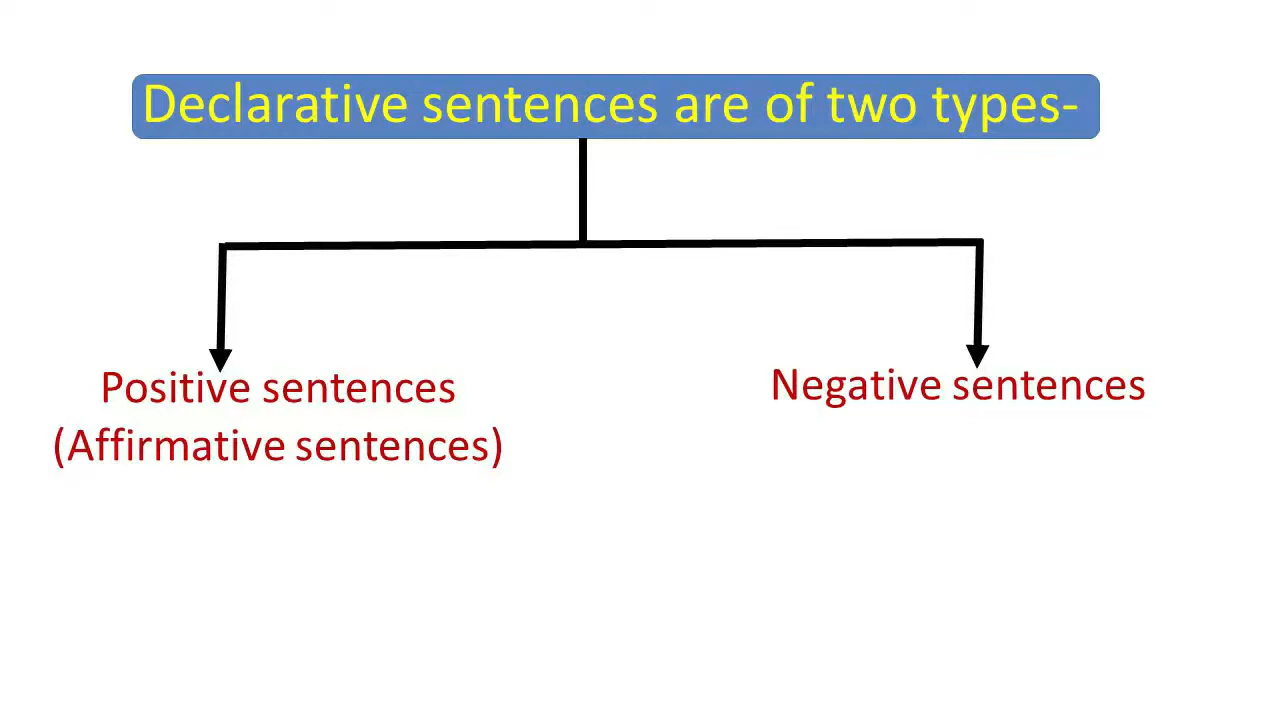 Declarative sentences are of two types-
Positive sentences
(Affirmative sentences)
Negative sentences